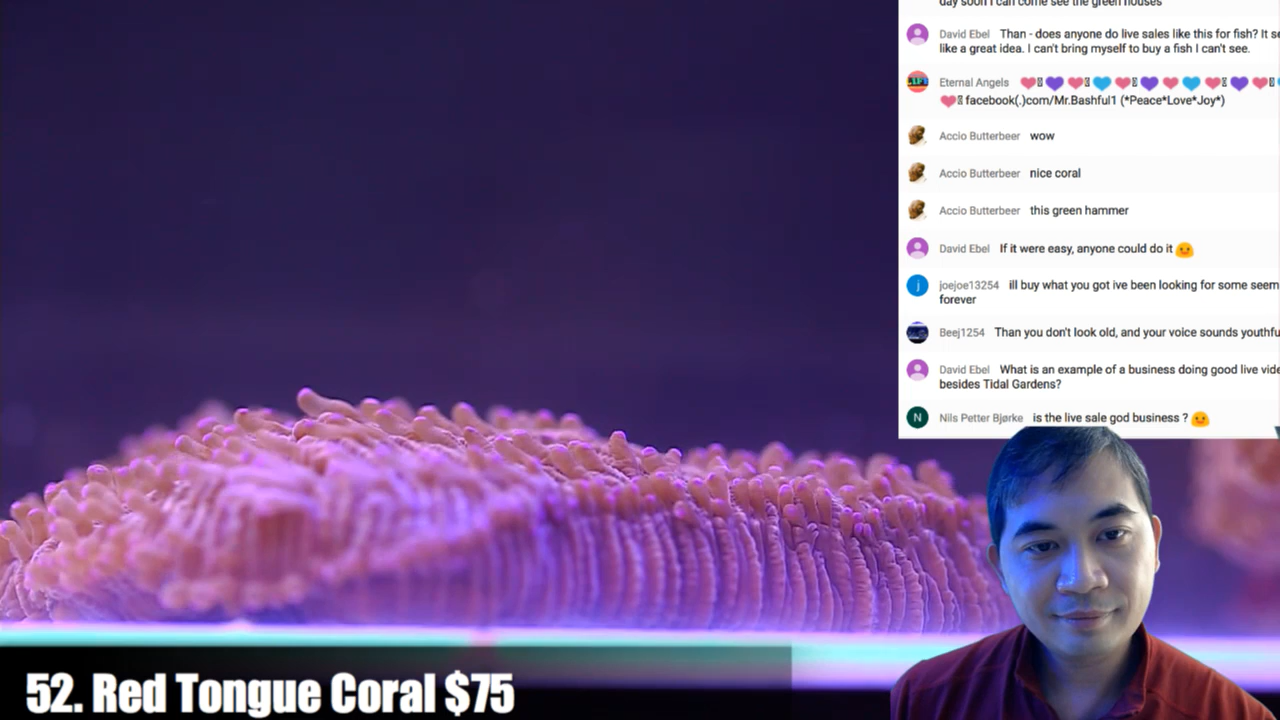 day soon I can come see the green houses
David Ebel Than - does anyone do live sales like this for fish? It
like a great idea. I can't bring myself to buy a fish I can't see.
Eternal Angels
facebook(.)com/Mr.Bashful1 (*Peace*Love*Joy*)
Accio Butterbeer wow
Accio Butterbeer nice coral
Accio Butterbeer this green hammer
David Ebel If it were easy, anyone could do it
j joejoe13254 ill buy what you got ive been looking for some seem
forever
Beej1254 Than you don't look old, and your voice sounds
David Ebel What is an example of a business doing good live
besides Tidal Gardens?
N Nils Petter Bjørke is the live sale god business ?
52. Red Tongue Coral $75